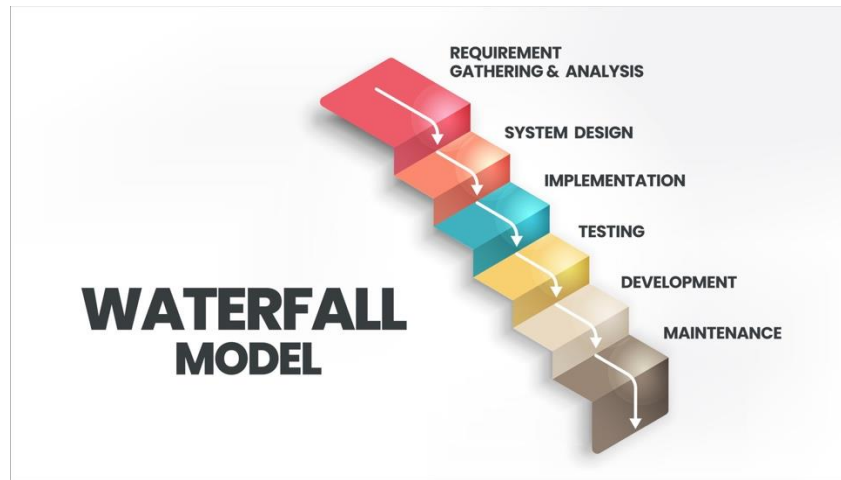 REQUIREMENT
GATHERING & ANALYSIS
SYSTEM DESIGN
IMPLEMENTATION
TESTING
DEVELOPMENT
MAINTENANCE
WATERFALL
MODEL